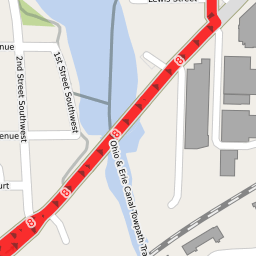 Lewis Street
enue
1st Street Southwest
2nd Street Southwest
8
8
enue
Ohio & Erie Canal Towpath Tra
urt
8
8